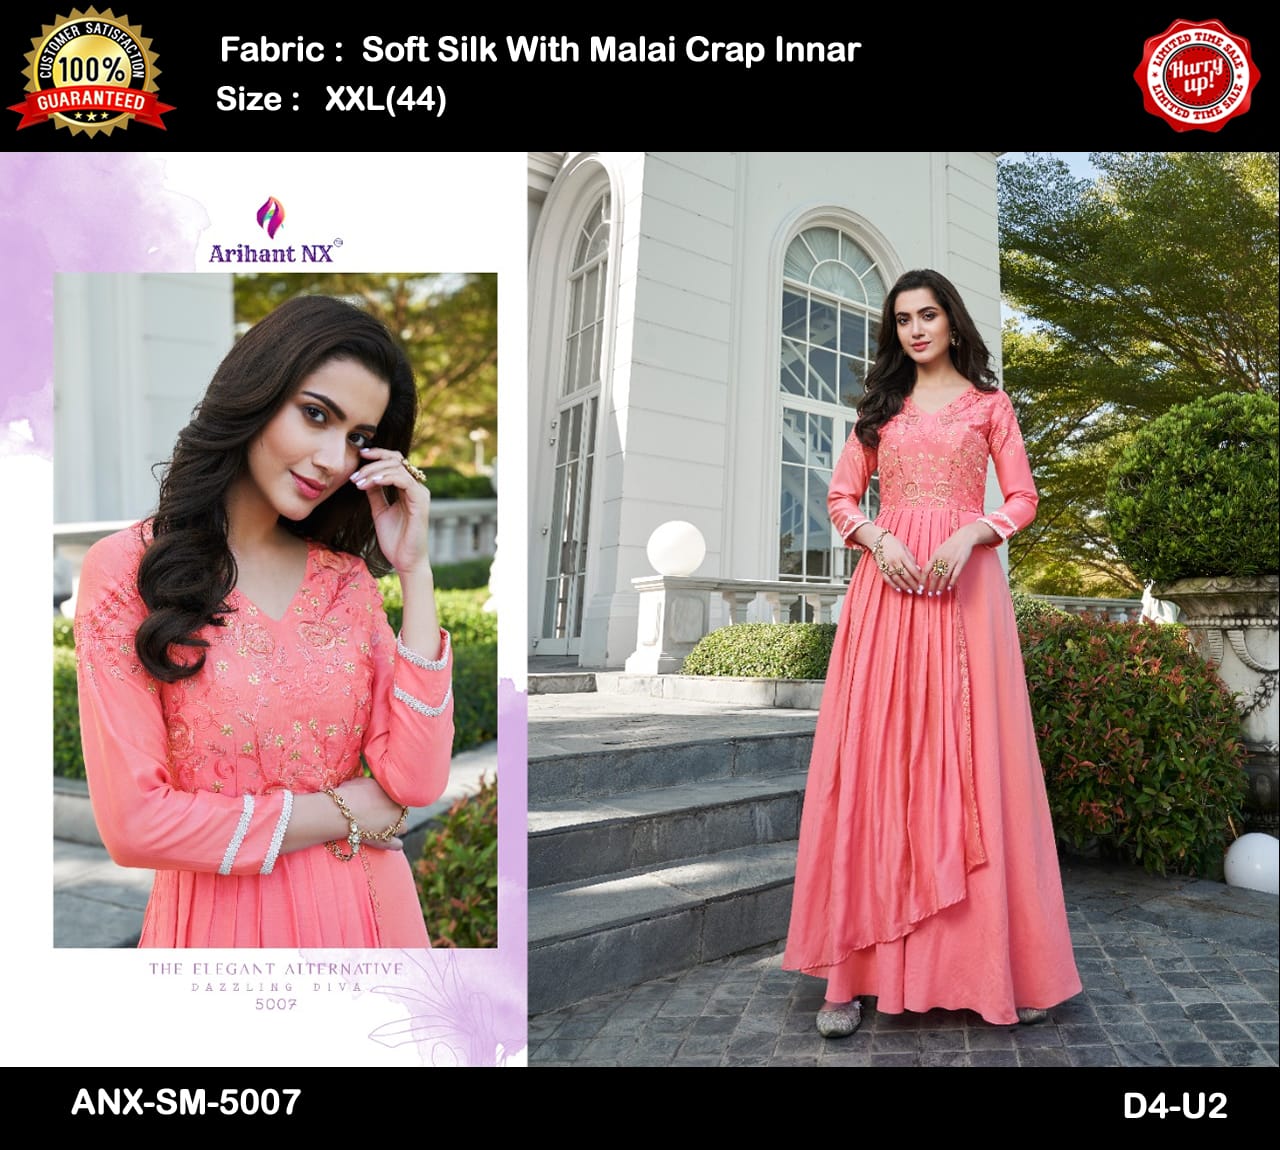 CUSTOMER SATISFACTION
100%
GUARANTEED
Fabric : Soft Silk With Malai Crap Innar
Size : XXL(44)
LIMITED TIME SALE
Hurry
up!
LIMITED TIME SALE
Arihant NX
THE ELEGANT ALTERNATIVE
DAZZLING DIVA
5007
ANX-SM-5007
D4-U2